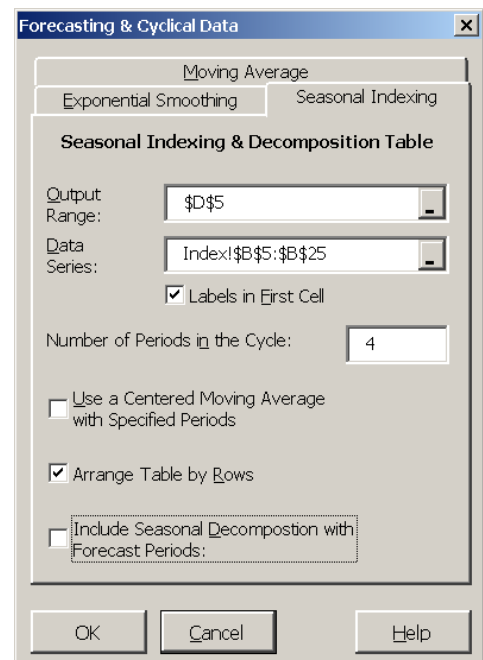 Forecasting & Cyclical Data
Moving Average
Exponential Smoothing Seasonal Indexing
Seasonal Indexing & Decomposition Table
Output
Range:
$D$5
Data
Series:
Index!$B$5:$B$25
Labels in First Cell
Number of Periods in the Cycle: 4
Use a Centered Moving Average
with Specified Periods
Arrange Table by Rows
Include Seasonal Decompostion with
Forecast Periods:
OK Cancel Help